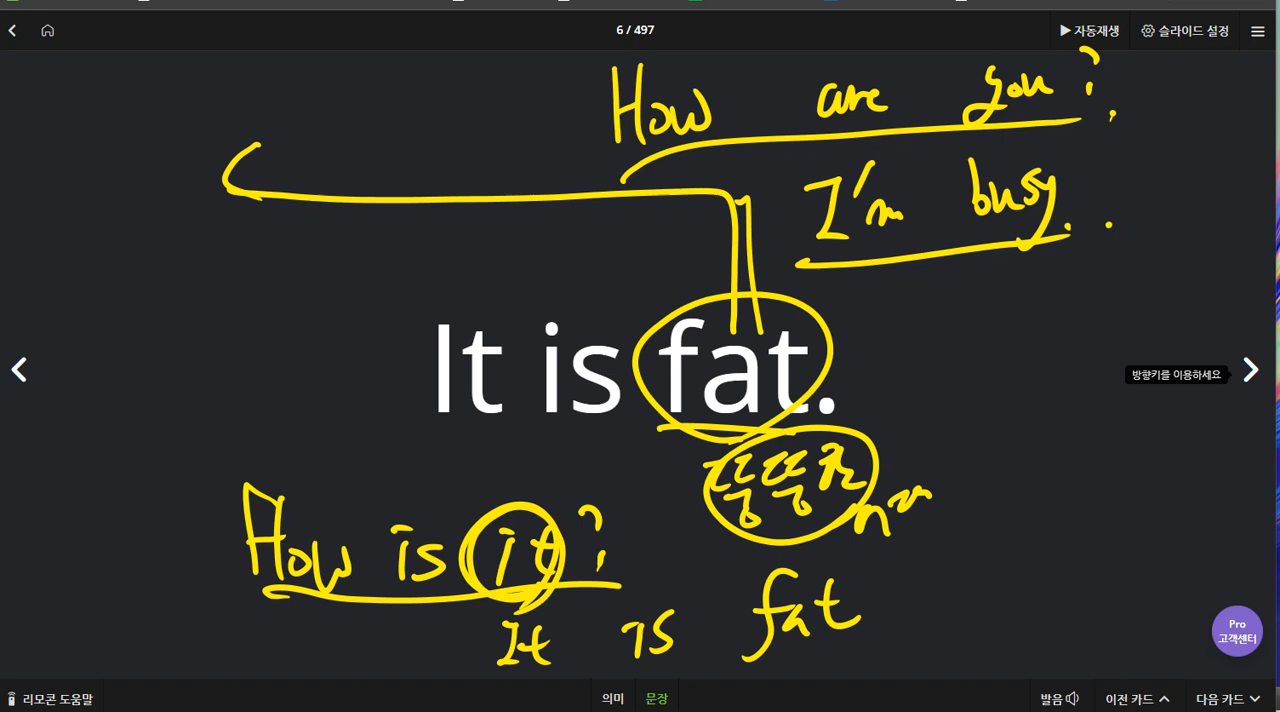 6 / 497
자동재생
슬라이드 설정
How are you?
I'm busy.
It is fat.
방향키를 이용하세요
뚱뚱한
How is it?
It is fat
Pro
고객센터
리모콘 도움말
의미
문장
발음
이전 카드
다음 카드